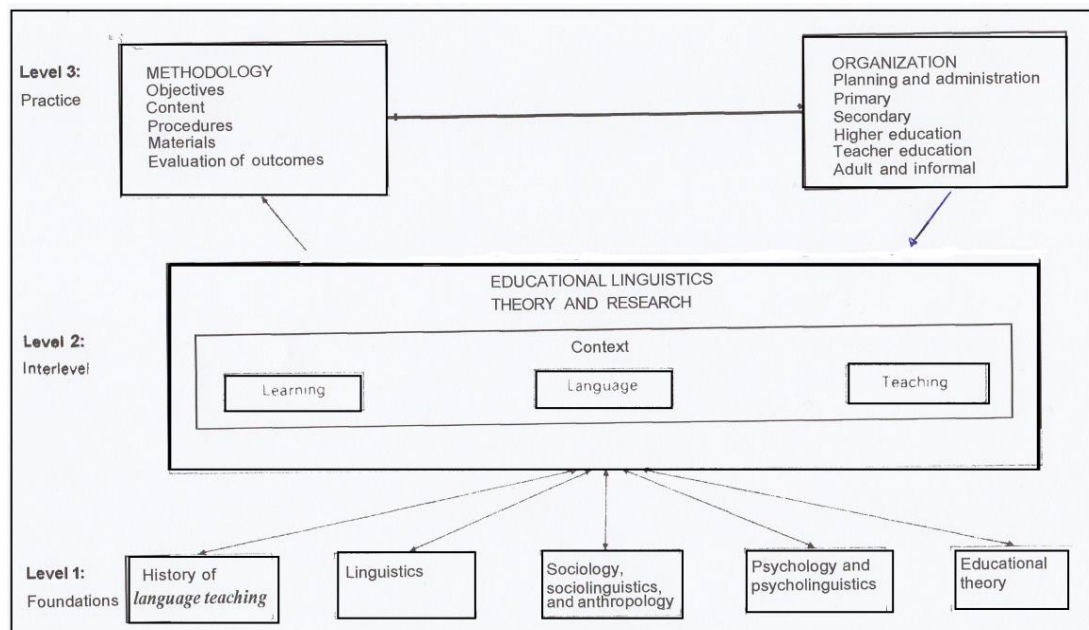 Level 3:
Practice
METHODOLOGY
Objectives
Content
Procedures
Materials
Evaluation of outcomes
ORGANIZATION
Planning and administration
Primary
Secondary
Higher education
Teacher education
Adult and informal
Level 2:
Interlevel
EDUCATIONAL LINGUISTICS
THEORY AND RESEARCH
Context
Learning
Language
Teaching
Level 1:
Foundations
History of
language teaching
Linguistics
Sociology,
sociolinguistics,
and anthropology
Psychology and
psycholinguistics
Educational
theory